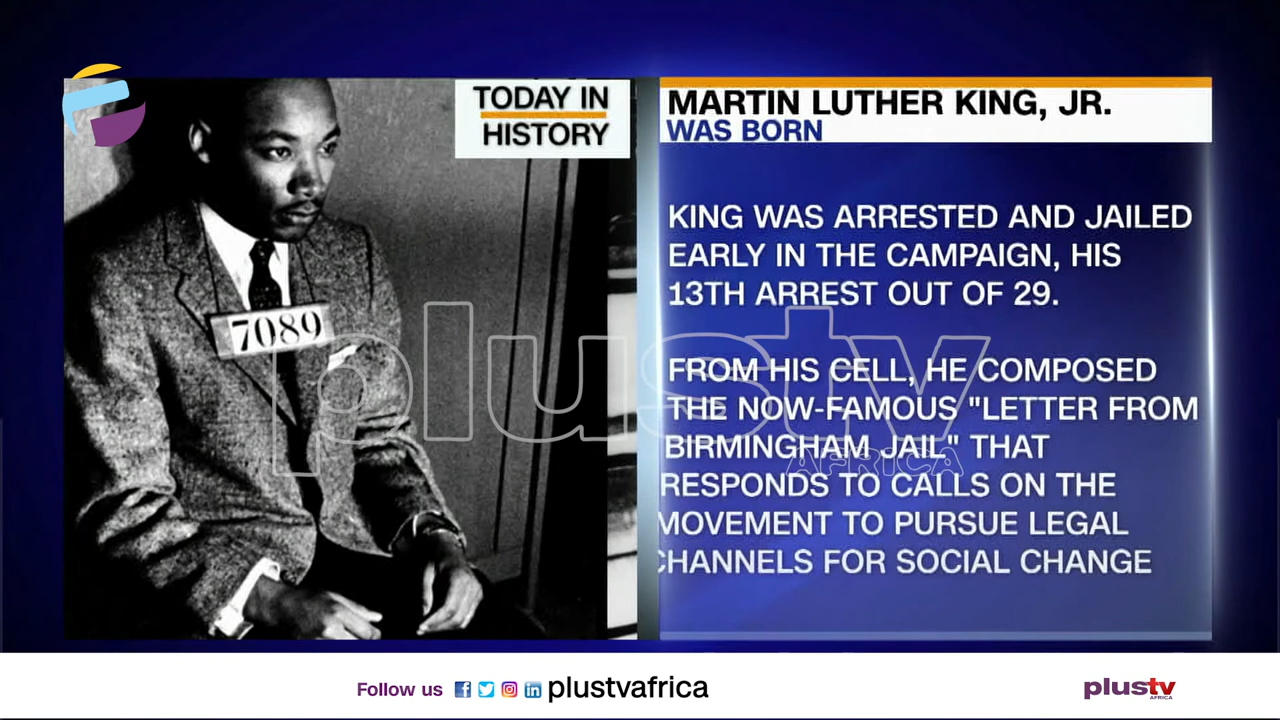 TODAY IN
HISTORY
MARTIN LUTHER KING, JR.
WAS BORN
KING WAS ARRESTED AND JAILED
EARLY IN THE CAMPAIGN, HIS
13TH ARREST OUT OF 29.
FROM HIS CELL, HE COMPOSED
THE NOW-FAMOUS "LETTER FROM
BIRMINGHAM JAIL" THAT
RESPONDS TO CALLS ON THE
MOVEMENT TO PURSUE LEGAL
CHANNELS FOR SOCIAL CHANGE
7089
plustv
AFRICA
Follow us
plustvafrica
plustv
AFRICA